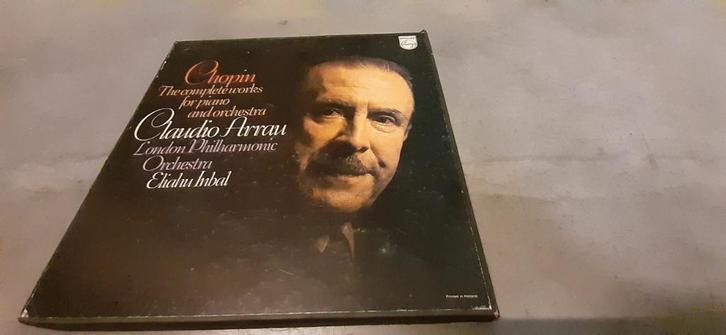 Chopin
The complete works
for piano
and orchestra
Claudio Arrau
London Philharmonic
Orchestra
Eliahu Inbal